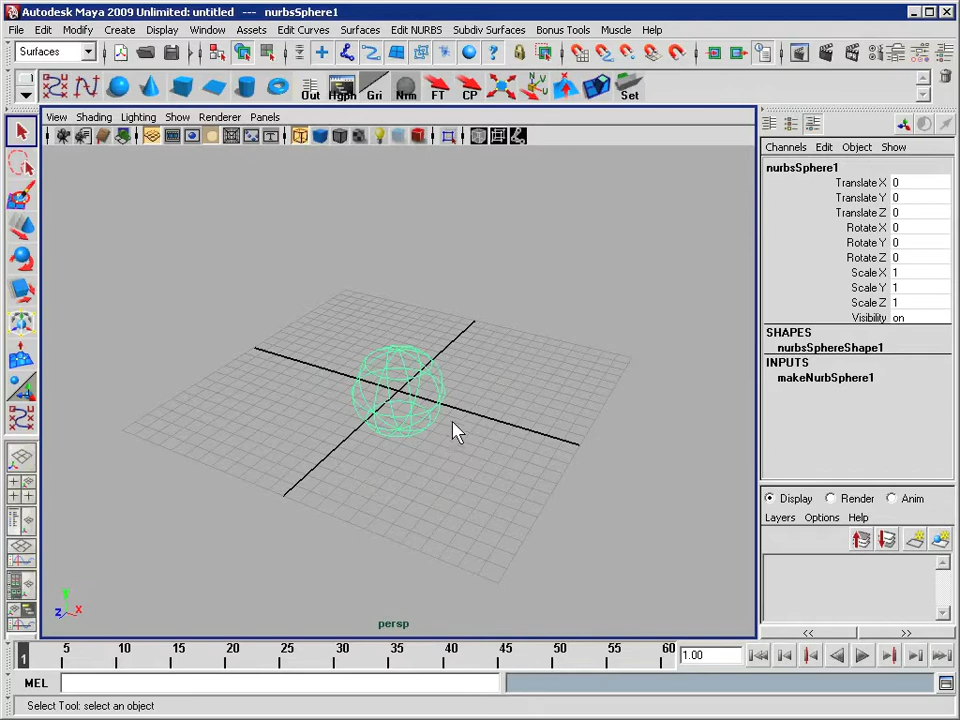 Autodesk Maya 2009 Unlimited: untitled --- nurbsSphere1
File Edit Modify Create Display Window Assets Edit Curves Surfaces Edit NURBS Subdiv Surfaces Bonus Tools Muscle Help
Surfaces
1 Out Hgph Gri Nrm FT CP Set
View Shading Lighting Show Renderer Panels
Channels Edit Object Show
nurbsSphere1
Translate X 0
Translate Y 0
Translate Z 0
Rotate X 0
Rotate Y 0
Rotate Z 0
Scale X 1
Scale Y 1
Scale Z 1
Visibility on
SHAPES
nurbsSphereShape1
INPUTS
makeNurbSphere1
Display Render Anim
Layers Options Help
y
z x
persp
<< >>
1 5 10 15 20 25 30 35 40 45 50 55 60 1.00
MEL
Select Tool: select an object